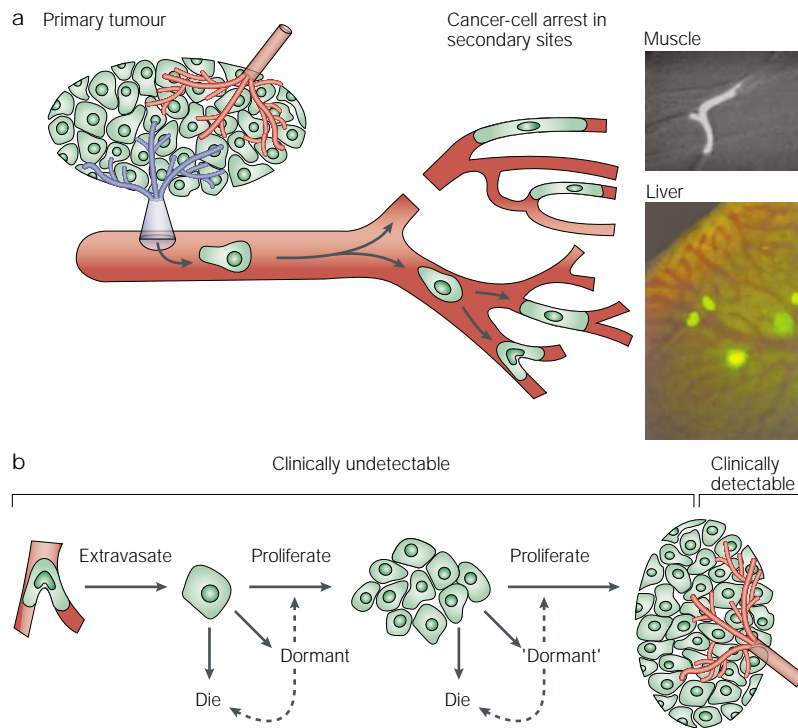 a
Primary tumour
Cancer-cell arrest in
secondary sites
Muscle
Liver
b
Clinically undetectable
Clinically
detectable
Extravasate
Proliferate
Proliferate
Dormant
'Dormant'
Die
Die